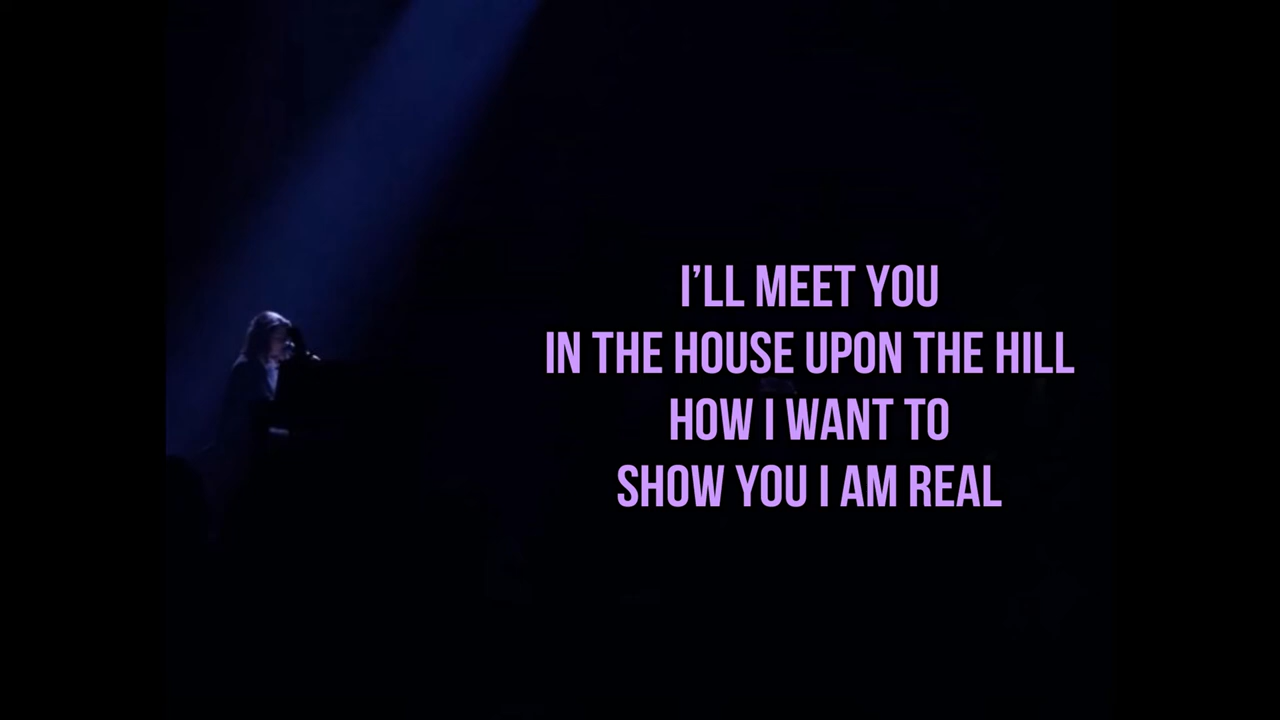 I’LL MEET YOU
IN THE HOUSE UPON THE HILL
HOW I WANT TO
SHOW YOU I AM REAL